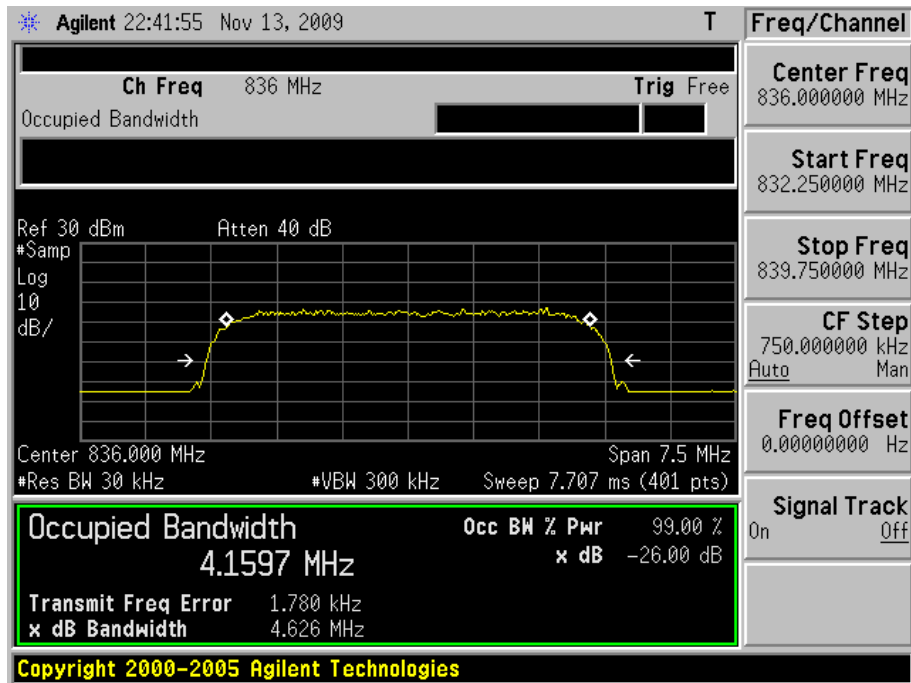 Agilent 22:41:55 Nov 13, 2009 T
Freq/Channel
Ch Freq 836 MHz Trig Free
Occupied Bandwidth
Center Freq
836.000000 MHz
Start Freq
832.250000 MHz
Stop Freq
839.750000 MHz
CF Step
750.000000 kHz
Auto Man
Freq Offset
0.00000000 Hz
Signal Track
On Off
Ref 30 dBm Atten 40 dB
#Samp
Log
10
dB/
Center 836.000 MHz Span 7.5 MHz
#Res BW 30 kHz #VBW 300 kHz Sweep 7.707 ms (401 pts)
Occupied Bandwidth Occ BW % Pwr 99.00 %
4.1597 MHz x dB -26.00 dB
Transmit Freq Error 1.780 kHz
x dB Bandwidth 4.626 MHz
Copyright 2000-2005 Agilent Technologies